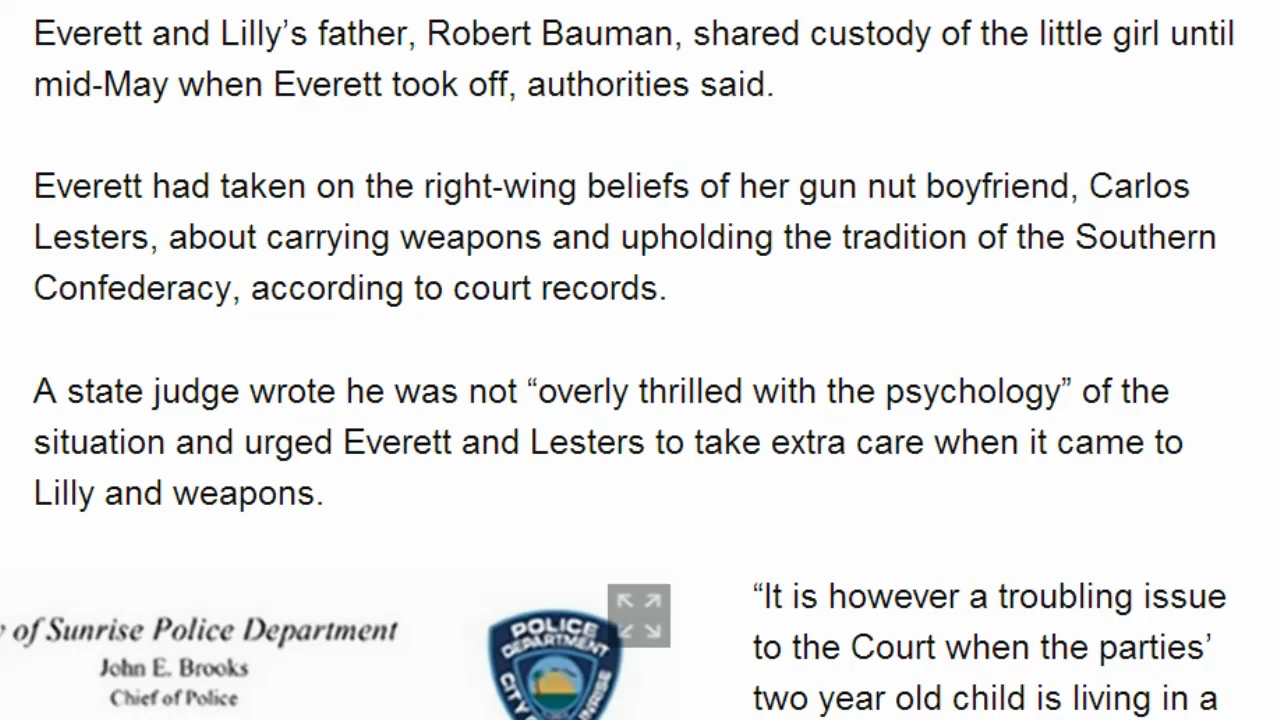 Everett and Lilly’s father, Robert Bauman, shared custody of the little girl until
mid-May when Everett took off, authorities said.
Everett had taken on the right-wing beliefs of her gun nut boyfriend, Carlos
Lesters, about carrying weapons and upholding the tradition of the Southern
Confederacy, according to court records.
A state judge wrote he was not “overly thrilled with the psychology” of the
situation and urged Everett and Lesters to take extra care when it came to
Lilly and weapons.
of Sunrise Police Department
John E. Brooks
Chief of Police
POLICE
DEPARTMENT
“It is however a troubling issue
to the Court when the parties’
two year old child is living in a